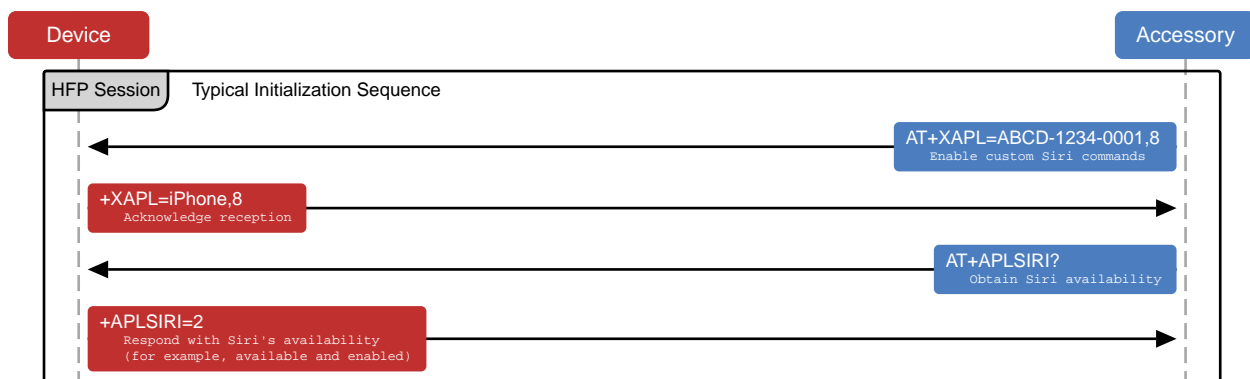 Device
Accessory
HFP Session
Typical Initialization Sequence
AT+XAPL=ABCD-1234-0001,8
Enable custom Siri commands
+XAPL=iPhone,8
Acknowledge reception
AT+APLSIRI?
Obtain Siri availability
+APLSIRI=2
Respond with Siri's availability
(for example, available and enabled)